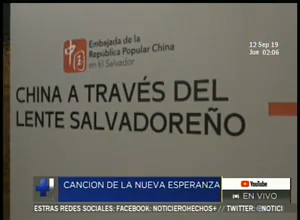 Embajada de la
República Popular China
en El Salvador
12 Sep 19
Jue 02:06
CHINA A TRAVÉS DEL
LENTE SALVADOREÑO
CANCION DE LA NUEVA ESPERANZA
YouTube
EN VIVO
ESTRAS REDES SOCIALES: FACEBOOK: NOTICIEROHECHOS+ // TWITTER: @NOTICI